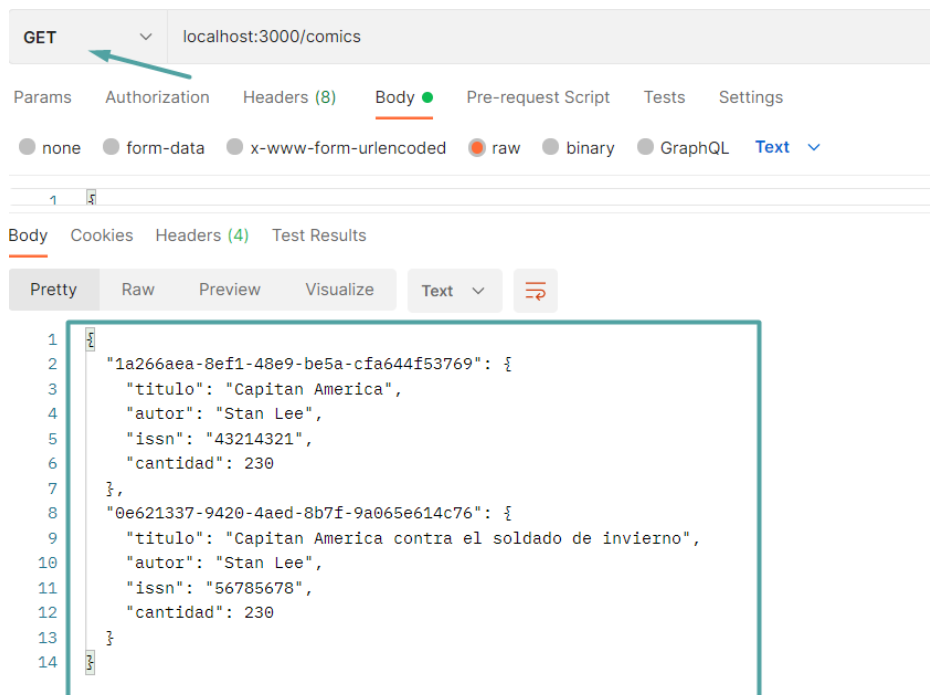 GET localhost:3000/comics
Params Authorization Headers (8) Body Pre-request Script Tests Settings
none form-data x-www-form-urlencoded raw binary GraphQL Text
1 {
Body Cookies Headers (4) Test Results
Pretty Raw Preview Visualize Text
1 {
2 "1a266aea-8ef1-48e9-be5a-cfa644f53769": {
3 "titulo": "Capitan America",
4 "autor": "Stan Lee",
5 "issn": "43214321",
6 "cantidad": 230
7 },
8 "0e621337-9420-4aed-8b7f-9a065e614c76": {
9 "titulo": "Capitan America contra el soldado de invierno",
10 "autor": "Stan Lee",
11 "issn": "56785678",
12 "cantidad": 230
13 }
14 }